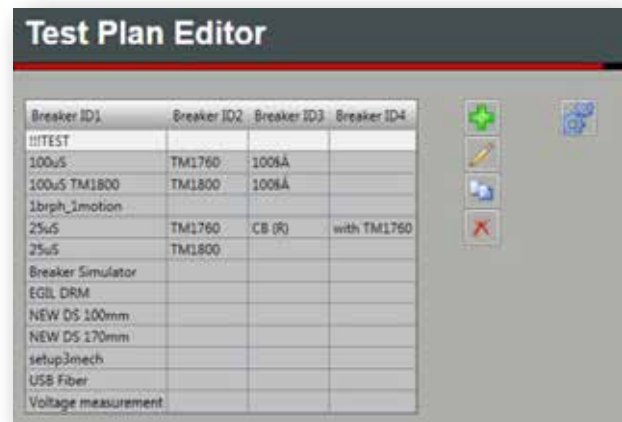 Test Plan Editor
Breaker ID1 Breaker ID2 Breaker ID3 Breaker ID4
!!!TEST
100uS TM1760 100§Å
100uS TM1800 TM1800 100§Å
1brph_1motion
25uS TM1760 CB (R) with TM1760
25uS TM1800
Breaker Simulator
EGIL DRM
NEW DS 100mm
NEW DS 170mm
setup3mech
USB Fiber
Voltage measurement